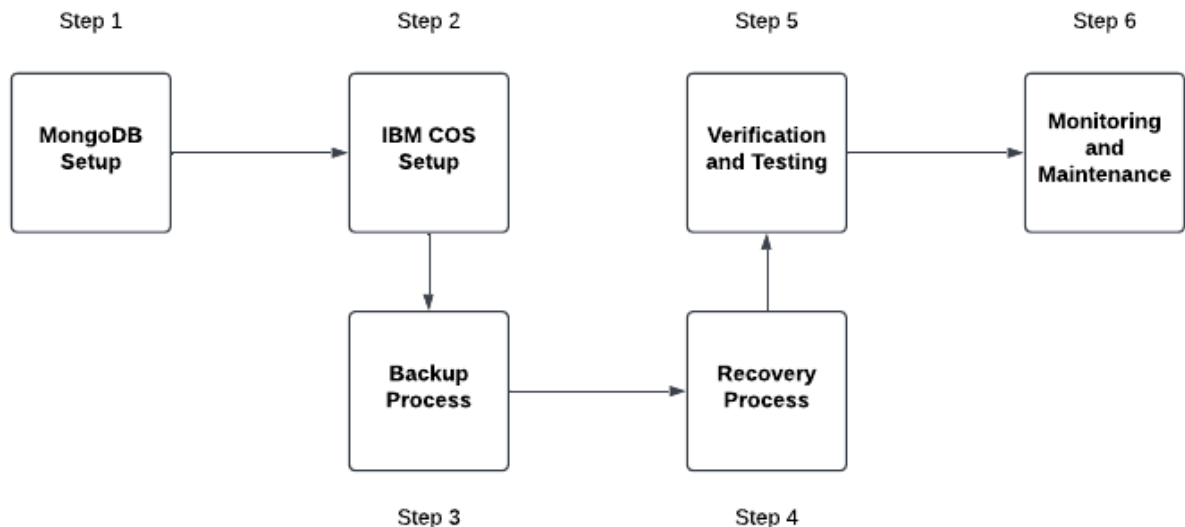 Step 1
Step 2
Step 5
Step 6
MongoDB
Setup
IBM COS
Setup
Verification
and Testing
Monitoring
and
Maintenance
Backup
Process
Recovery
Process
Step 3
Step 4